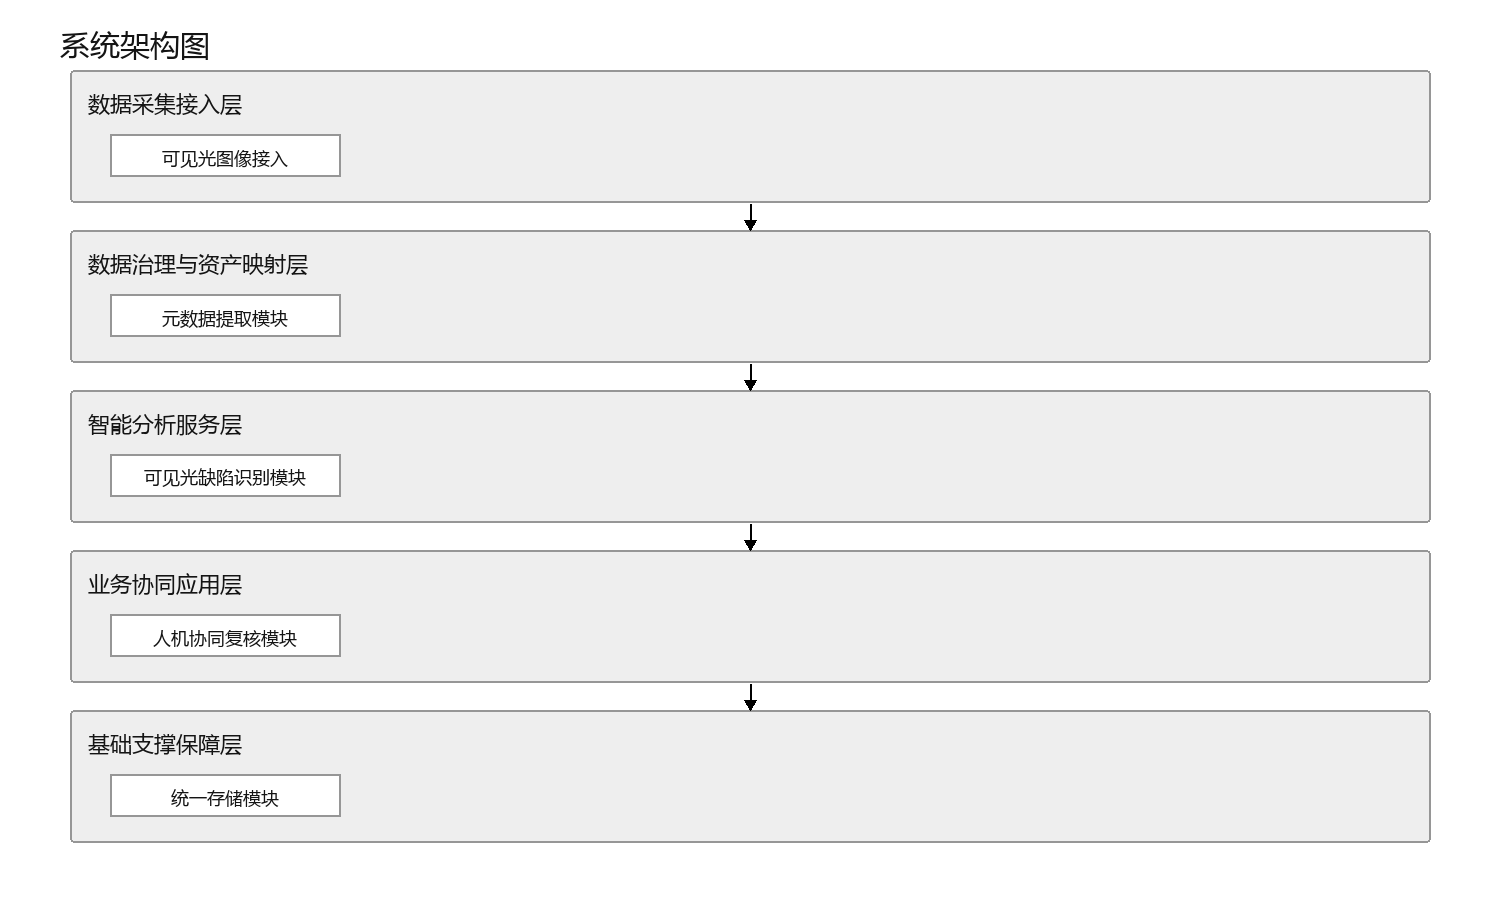 系统架构图
数据采集接入层
可见光图像接入
数据治理与资产映射层
元数据提取模块
智能分析服务层
可见光缺陷识别模块
业务协同应用层
人机协同复核模块
基础支撑保障层
统一存储模块